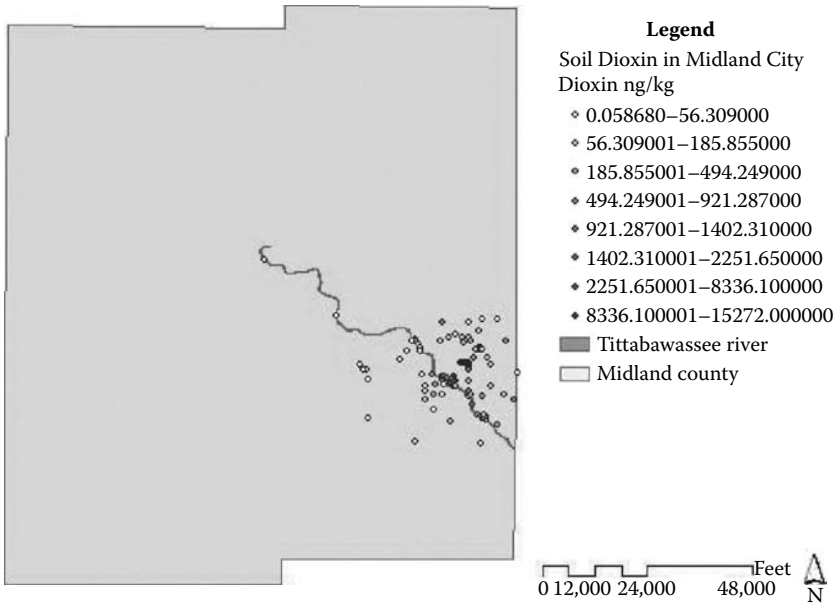 Legend
Soil Dioxin in Midland City
Dioxin ng/kg
0.058680–56.309000
56.309001–185.855000
185.855001–494.249000
494.249001–921.287000
921.287001–1402.310000
1402.310001–2251.650000
2251.650001–8336.100000
8336.100001–15272.000000
Tittabawassee river
Midland county
Feet
0 12,000 24,000 48,000
N